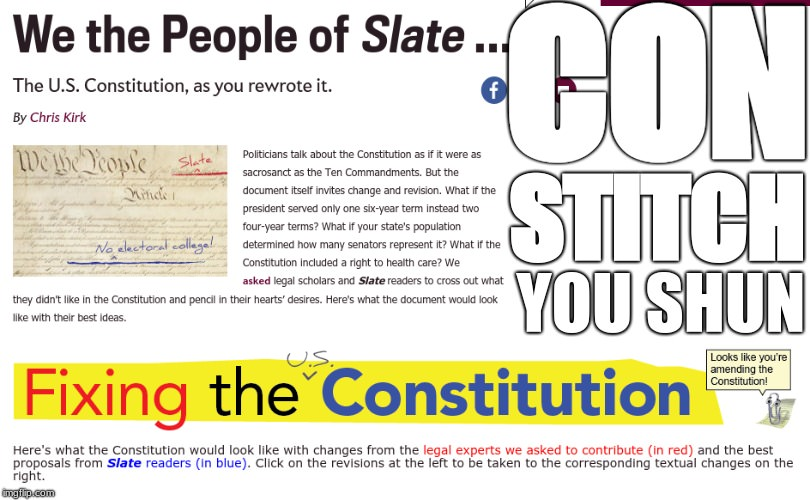 We the People of Slate ...
CON
STITCH
YOU SHUN
The U.S. Constitution, as you rewrote it.
f
By Chris Kirk
We the People
Slate
Article I
No electoral college!
Politicians talk about the Constitution as if it were as
sacrosanct as the Ten Commandments. But the
document itself invites change and revision. What if the
president served only one six-year term instead two
four-year terms? What if your state's population
determined how many senators represent it? What if the
Constitution included a right to health care? We
asked legal scholars and Slate readers to cross out what
they didn't like in the Constitution and pencil in their hearts' desires. Here's what the document would look
like with their best ideas.
U.S.
Fixing the Constitution
Looks like you're
amending the
Constitution!
Here's what the Constitution would look like with changes from the legal experts we asked to contribute (in red) and the best
proposals from Slate readers (in blue). Click on the revisions at the left to be taken to the corresponding textual changes on the
right.
imgflip.com